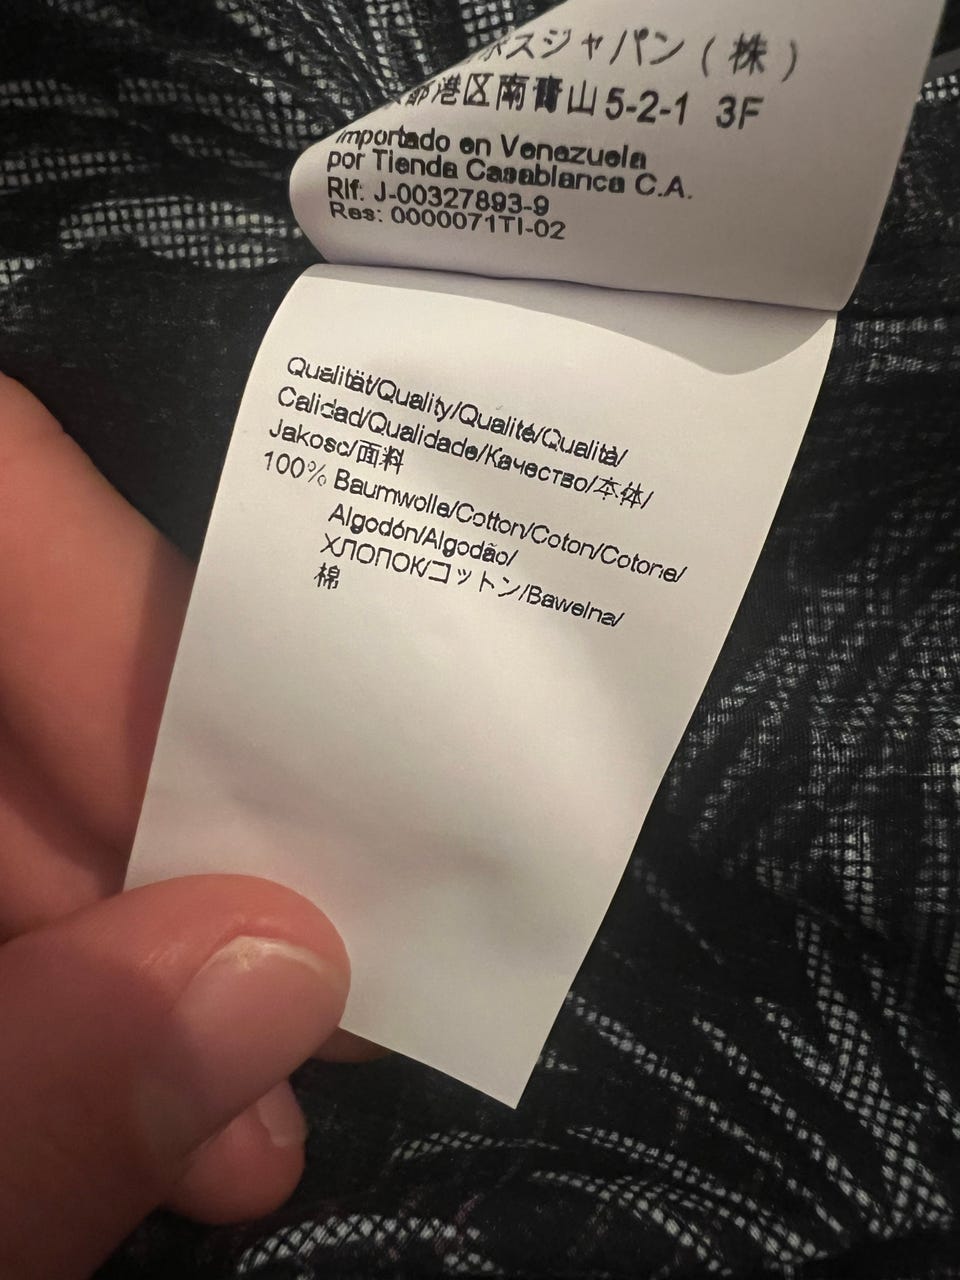 スジャパン(株)
港区南青山5-2-1 3F
Importado en Venezuela
por Tienda Casablanca C.A.
Rif: J-00327893-9
Res: 0000071TI-02
Qualität/Quality/Qualité/Qualità/
Calidad/Qualidade/Качество/本体/
Jakosc/面料
100% Baumwolle/Cotton/Coton/Cotone/
Algodón/Algodão/
ХЛОПОК/コットン/Bawelna/
棉